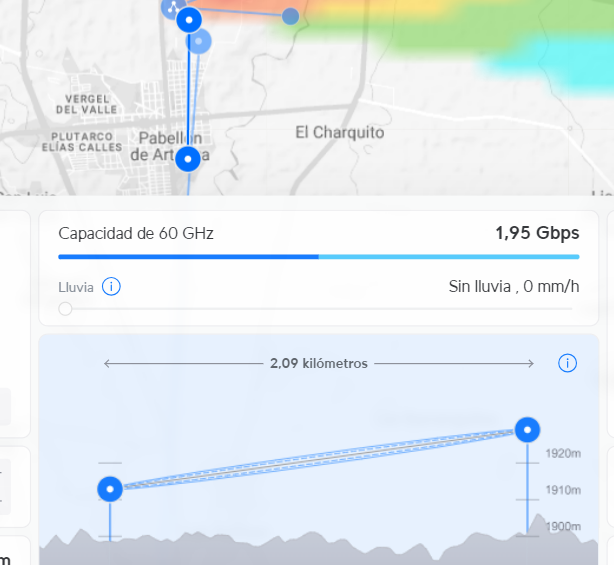 VERGEL
DEL VALLE
PLUTARCO
ELÍAS CALLES
Pabellón
de Arteaga
El Charquito
Capacidad de 60 GHz
1,95 Gbps
Lluvia
i
Sin lluvia , 0 mm/h
2,09 kilómetros
i
1920m
1910m
1900m
m